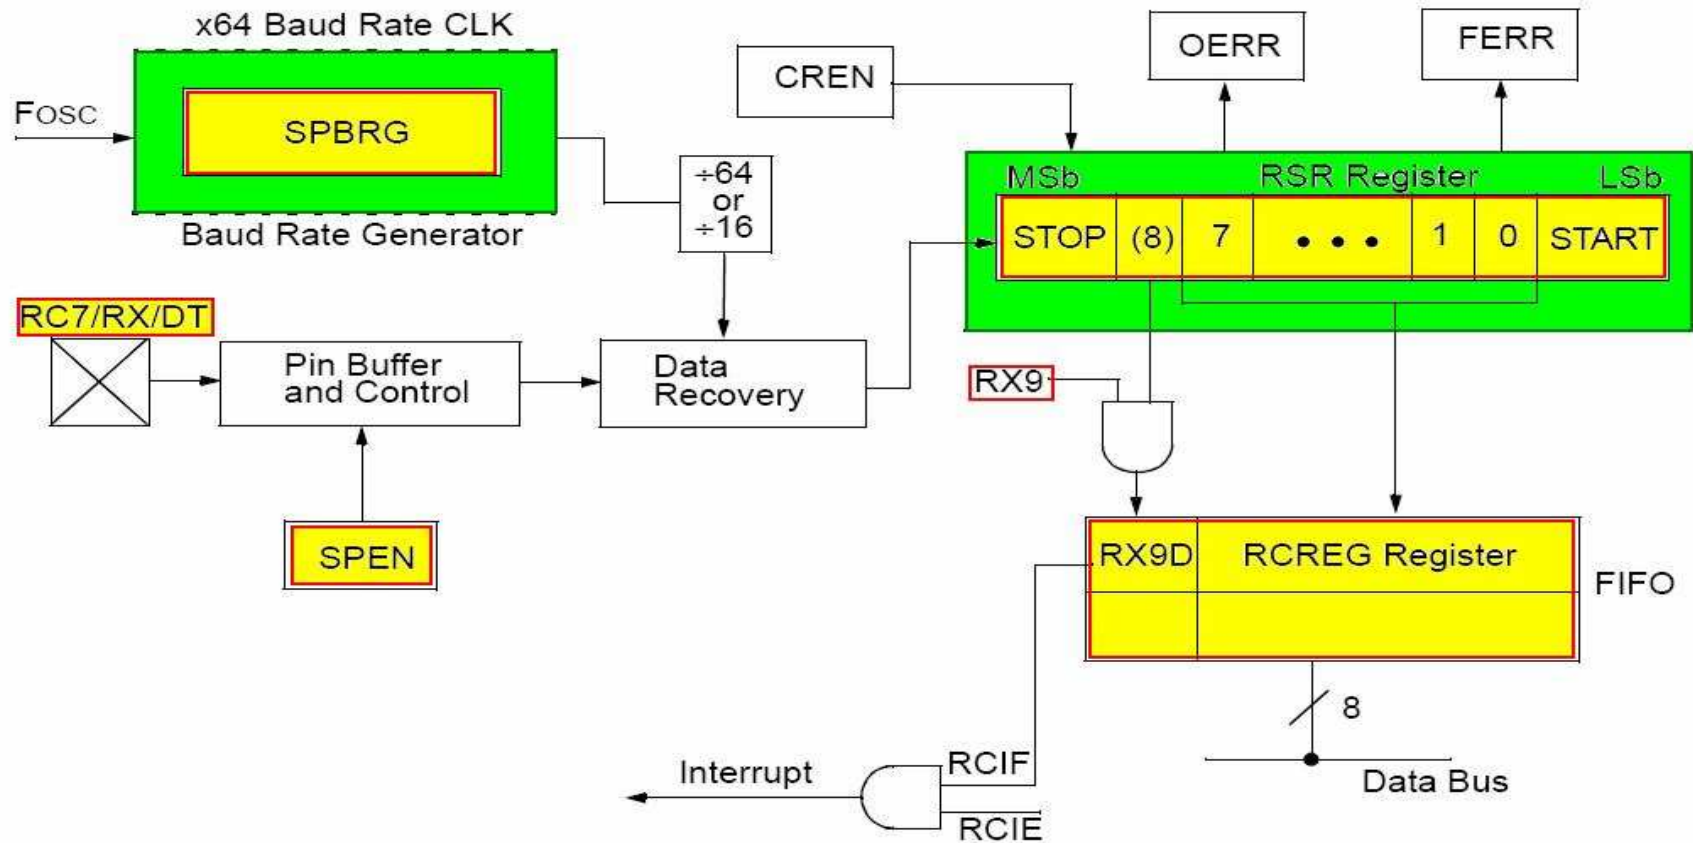 x64 Baud Rate CLK
FOSC
SPBRG
Baud Rate Generator
÷64
or
÷16
CREN
OERR
FERR
MSb
RSR Register
LSb
STOP
(8)
7
• • •
1
0
START
RC7/RX/DT
Pin Buffer
and Control
Data
Recovery
RX9
SPEN
RX9D
RCREG Register
FIFO
8
Data Bus
Interrupt
RCIF
RCIE